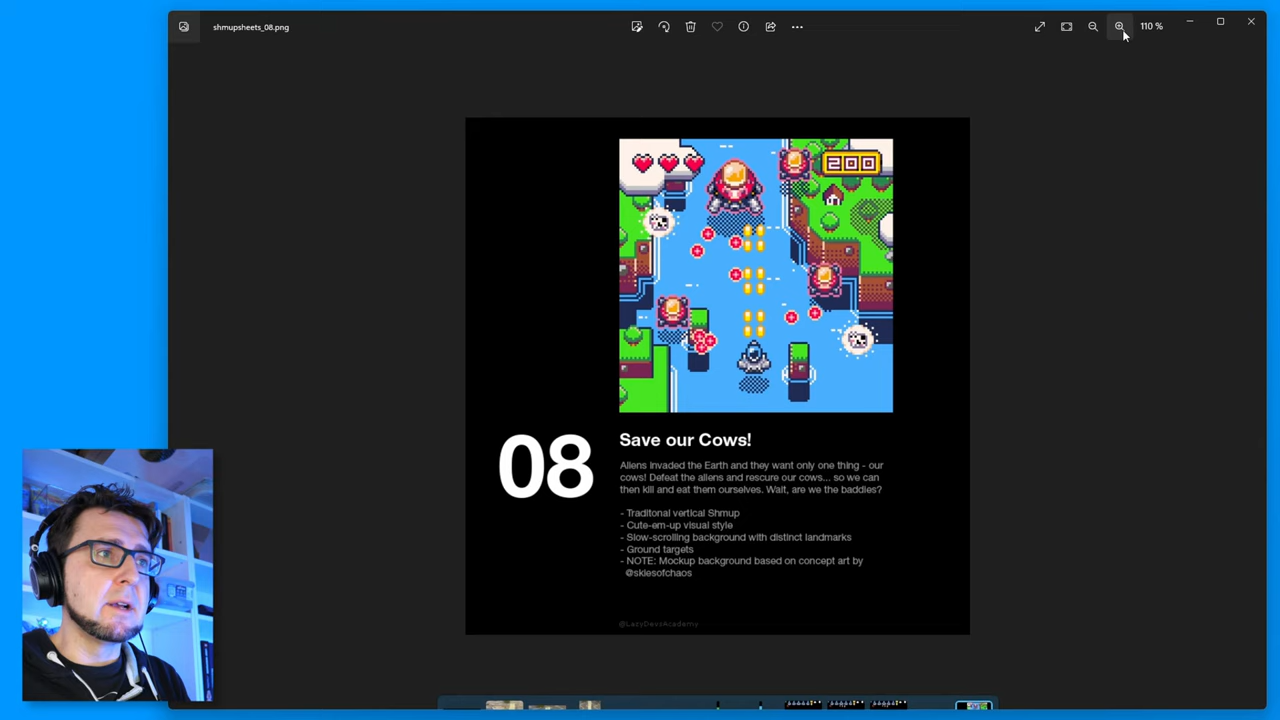 shmupsheets_08.png
110 %
200
08
Save our Cows!
Aliens Invaded the Earth and they want only one thing - our
cows! Defeat the aliens and rescure our cows... so we can
then kill and eat them ourselves. Wait, are we the baddies?
- Traditonal vertical Shmup
- Cute-em-up visual style
- Slow-scrolling background with distinct landmarks
- Ground targets
- NOTE: Mockup background based on concept art by
@skiesofchaos
@LazyDevsAcademy